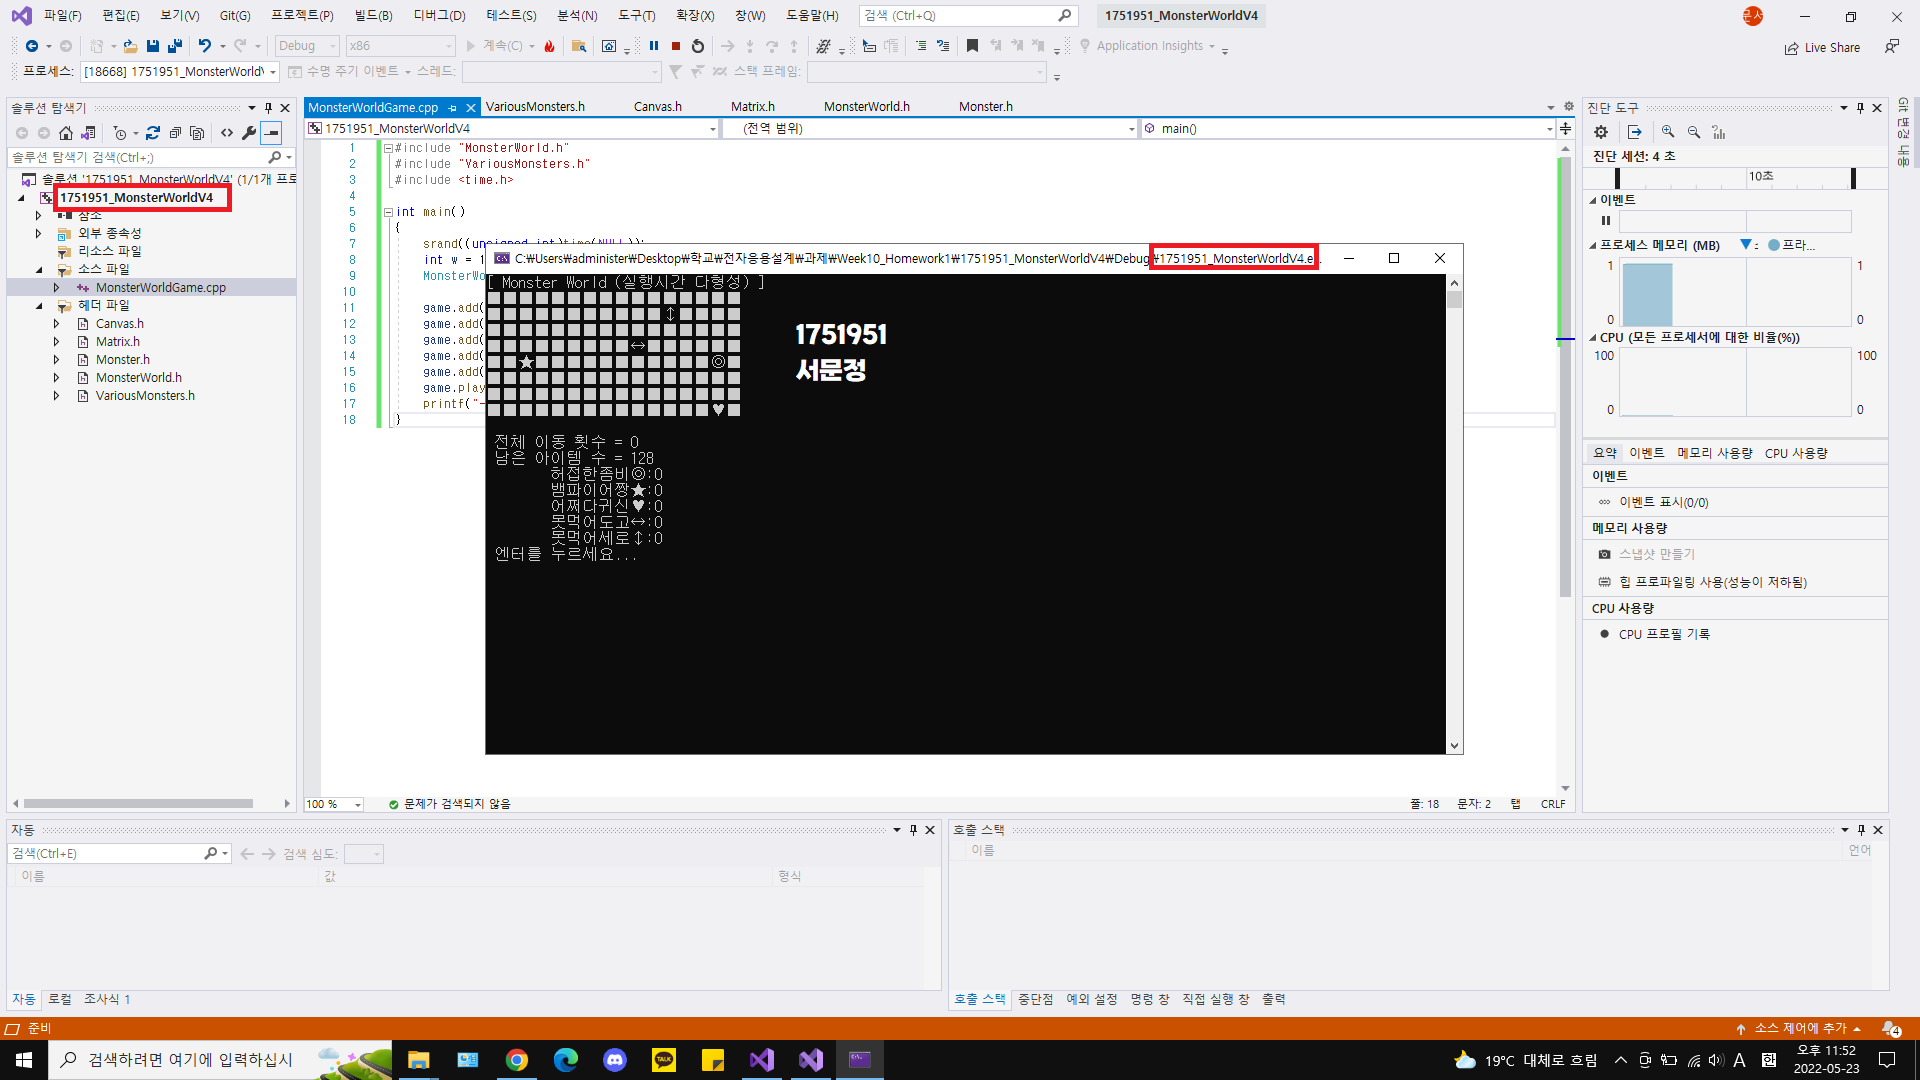 파일(F) 편집(E) 보기(V) Git(G) 프로젝트(P) 빌드(B) 디버그(D) 테스트(S) 분석(N) 도구(T) 확장(X) 창(W) 도움말(H) 검색 (Ctrl+Q) 1751951_MonsterWorldV4
Debug x86 계속(C) Application Insights Live Share
프로세스: [18668] 1751951_MonsterWorldV 수명 주기 이벤트 스레드: 스택 프레임:
솔루션 탐색기
솔루션 탐색기 검색(Ctrl+;)
솔루션 '1751951_MonsterWorldV4' (1/1개 프로
1751951_MonsterWorldV4
참조
외부 종속성
리소스 파일
소스 파일
MonsterWorldGame.cpp
헤더 파일
Canvas.h
Matrix.h
Monster.h
MonsterWorld.h
VariousMonsters.h
MonsterWorldGame.cpp VariousMonsters.h Canvas.h Matrix.h MonsterWorld.h Monster.h
1751951_MonsterWorldV4 (전역 범위) main()
1 #include "MonsterWorld.h"
2 #include "VariousMonsters.h"
3 #include <time.h>
4
5 int main()
6 {
7 srand((unsigned int)time(NULL));
8 int w = 1
9 MonsterWo
10
11 game.add(
12 game.add(
13 game.add(
14 game.add(
15 game.add(
16 game.play
17 printf("-
18 }
C:₩Users₩administer₩Desktop₩학교₩전자응용설계₩과제₩Week10_Homework1₩1751951_MonsterWorldV4₩Debug₩1751951_MonsterWorldV4.e
[ Monster World (실행시간 다형성) ]
1751951
서문정
전체 이동 횟수 = 0
남은 아이템 수 = 128
허접한좀비◎:0
뱀파이어짱★:0
어쩌다귀신♥:0
못먹어도고↔:0
못먹어세로↕:0
엔터를 누르세요...
100 % 문제가 검색되지 않음 줄: 18 문자: 2 탭 CRLF
진단 도구
진단 세션: 4 초
10초
이벤트
프로세스 메모리 (MB) 프라...
1 1
0 0
CPU (모든 프로세서에 대한 비율(%))
100 100
0 0
요약 이벤트 메모리 사용량 CPU 사용량
이벤트
이벤트 표시(0/0)
메모리 사용량
스냅샷 만들기
힙 프로파일링 사용(성능이 저하됨)
CPU 사용량
CPU 프로필 기록
Git 변경 내용
자동
검색(Ctrl+E) 검색 심도:
이름 값 형식
자동 로컬 조사식 1
호출 스택
이름 언어
호출 스택 중단점 예외 설정 명령 창 직접 실행 창 출력
준비 소스 제어에 추가 4
검색하려면 여기에 입력하십시 TALK 19°C 대체로 흐림 A 한 오후 11:52
2022-05-23